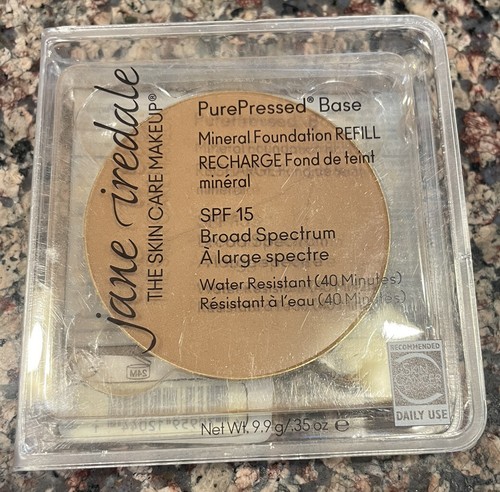 jane iredale
THE SKIN CARE MAKEUP®
PurePressed® Base
Mineral Foundation REFILL
RECHARGE Fond de teint
minéral
SPF 15
Broad Spectrum
À large spectre
Water Resistant (40 Minutes)
Résistant à l'eau (40 Minutes)
24M
RECOMMENDED
DAILY USE
Net Wt. 9.9 g/.35 oz e